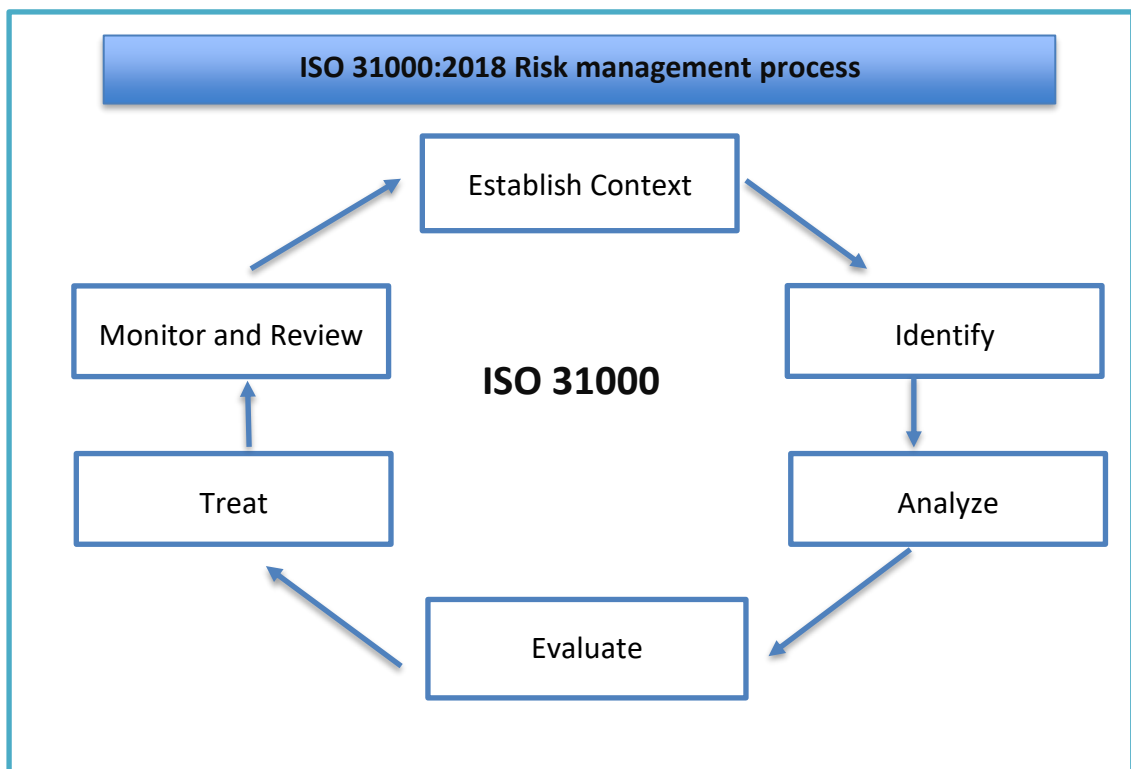 ISO 31000:2018 Risk management process
Establish Context
Monitor and Review
Identify
ISO 31000
Treat
Analyze
Evaluate